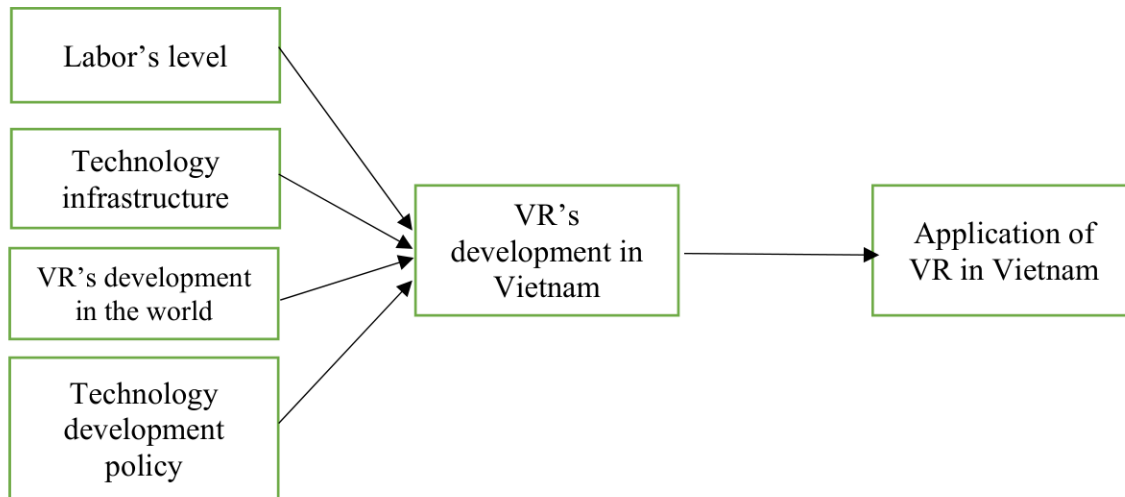 Labor’s level
Technology
infrastructure
VR’s development
in the world
Technology
development
policy
VR’s
development in
Vietnam
Application of
VR in Vietnam